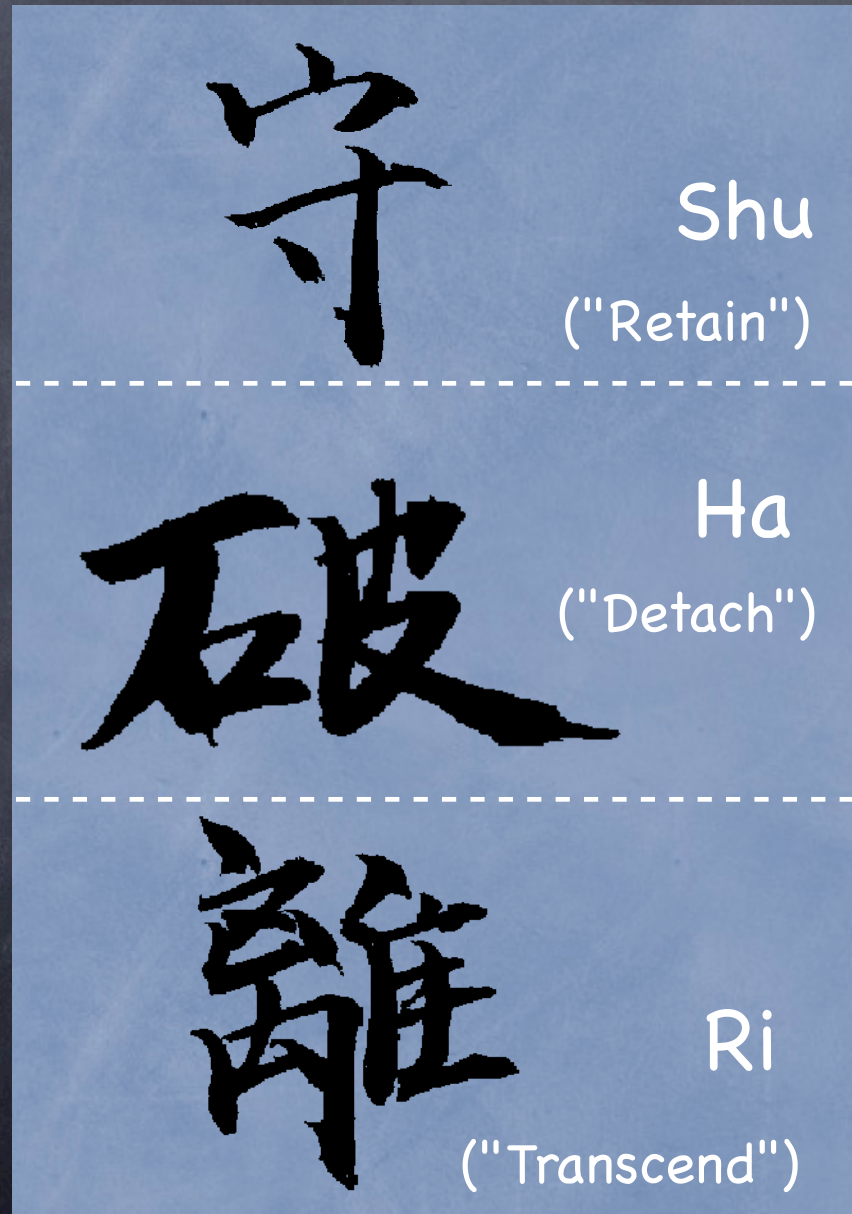 守
Shu
("Retain")
破
Ha
("Detach")
離
Ri
("Transcend")